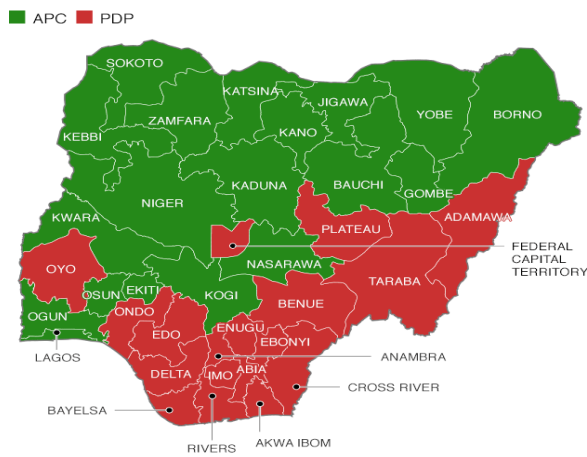 APC PDP
SOKOTO
KATSINA
JIGAWA
YOBE
BORNO
ZAMFARA
KANO
KEBBI
KADUNA
BAUCHI
GOMBE
NIGER
KWARA
PLATEAU
ADAMAWA
FEDERAL
CAPITAL
TERRITORY
OYO
NASARAWA
TARABA
OSUN
EKITI
KOGI
BENUE
OGUN
ONDO
EDO
ENUGU
EBONYI
LAGOS
ANAMBRA
DELTA
IMO
ABIA
CROSS RIVER
BAYELSA
RIVERS
AKWA IBOM